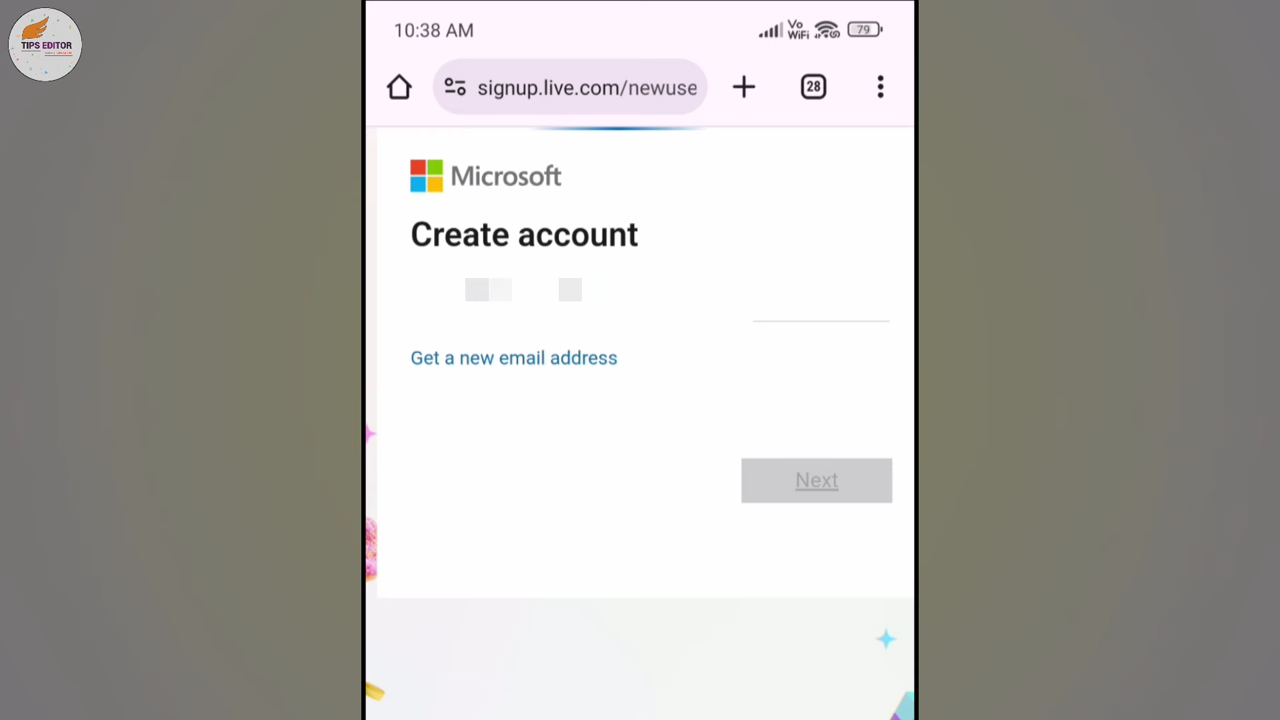 TIPS EDITOR
10:38 AM
Vo
WiFi
79
signup.live.com/newuse
28
Microsoft
Create account
Get a new email address
Next